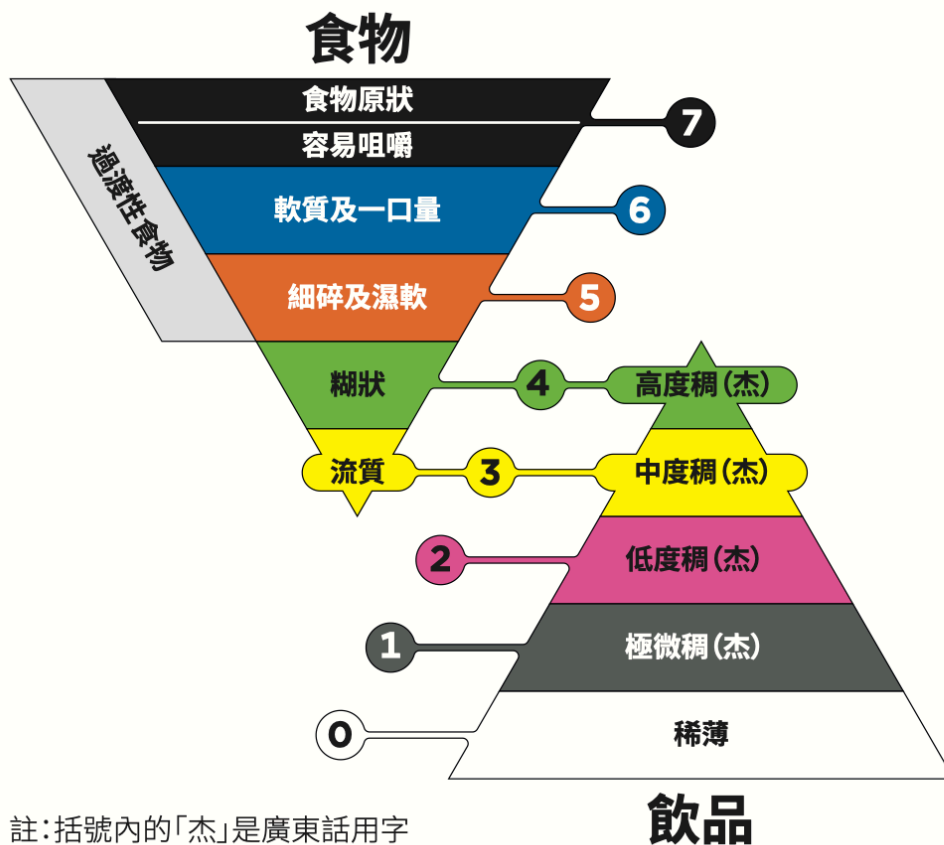 食物
食物原狀
容易咀嚼
7
過渡性食物
軟質及一口量
6
細碎及濕軟
5
糊狀
4
高度稠(杰)
流質
3
中度稠(杰)
2
低度稠(杰)
1
極微稠(杰)
0
稀薄
飲品
註:括號內的「杰」是廣東話用字